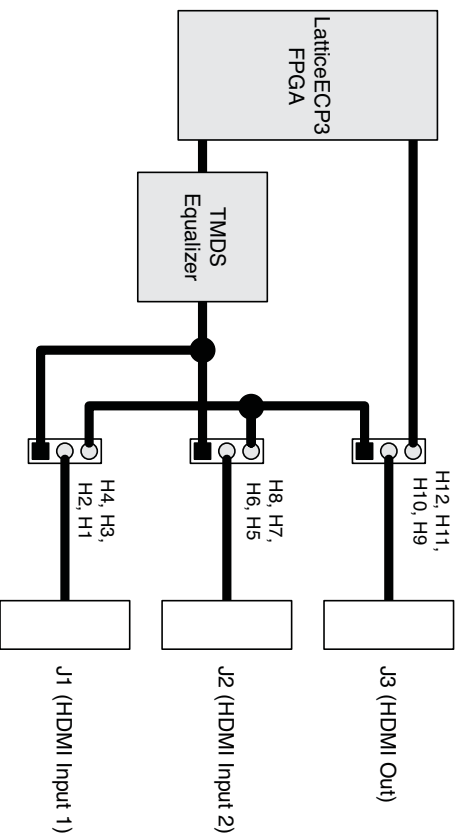 LatticeECP3
FPGA
TMDS
Equalizer
H12, H11,
H10, H9
J3 (HDMI Out)
H8, H7,
H6, H5
J2 (HDMI Input 2)
H4, H3,
H2, H1
J1 (HDMI Input 1)